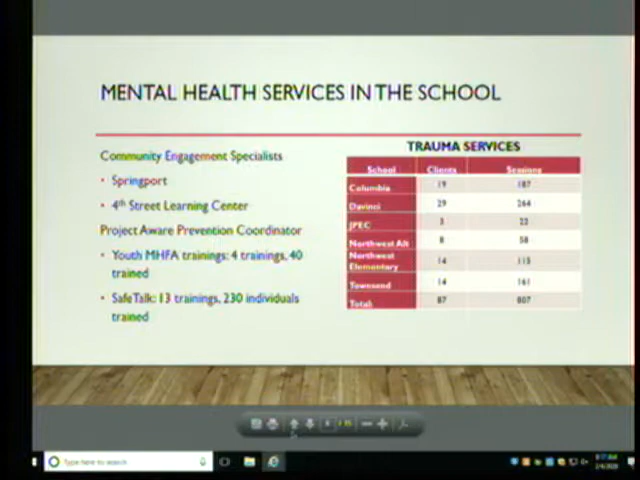 MENTAL HEALTH SERVICES IN THE SCHOOL
Community Engagement Specialists
• Springport
• 4th Street Learning Center
Project Aware Prevention Coordinator
• Youth MHFA trainings: 4 trainings, 40
trained
• SafeTalk: 13 trainings, 230 individuals
trained
TRAUMA SERVICES
School Clients Sessions
Columbia 19 187
Davinci 29 264
JPEC 3 22
Northwest Alt 8 58
Northwest
Elementary 14 115
Townsend 14 161
Total: 87 807
Type here to search